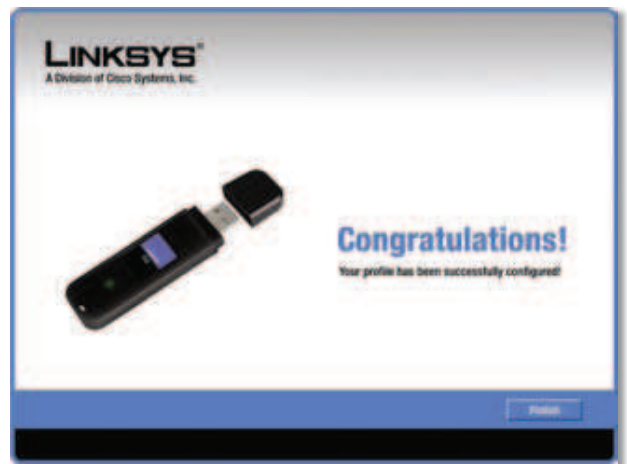 LINKSYS®
A Division of Cisco Systems, Inc.
Congratulations!
Your profile has been successfully configured!
Finish